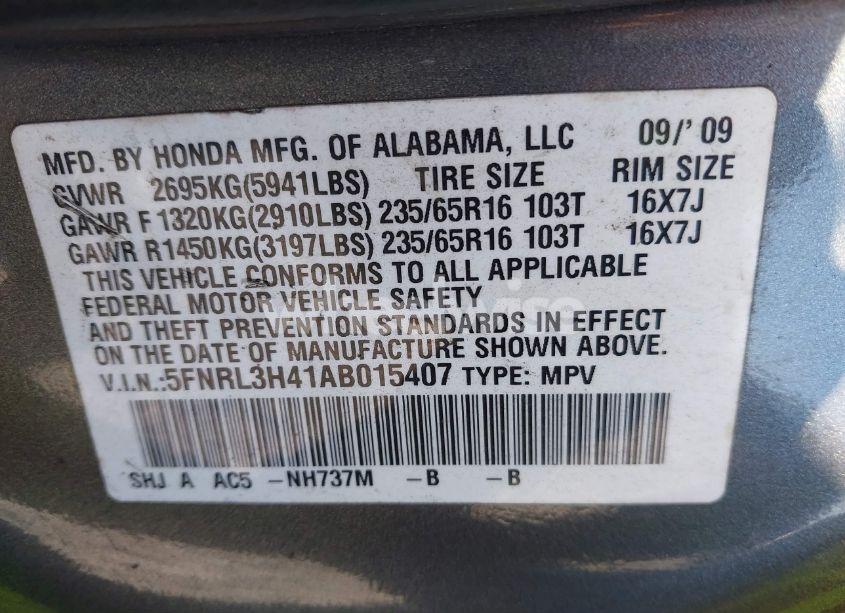 MFD. BY HONDA MFG. OF ALABAMA, LLC 09/' 09
GVWR 2695KG(5941LBS) TIRE SIZE RIM SIZE
GAWR F 1320KG(2910LBS) 235/65R16 103T 16X7J
GAWR R1450KG(3197LBS) 235/65R16 103T 16X7J
THIS VEHICLE CONFORMS TO ALL APPLICABLE
FEDERAL MOTOR VEHICLE SAFETY
AND THEFT PREVENTION STANDARDS IN EFFECT
ON THE DATE OF MANUFACTURE SHOWN ABOVE.
V.I.N.:5FNRL3H41AB015407 TYPE: MPV
SHJ A AC5 -NH737M -B -B